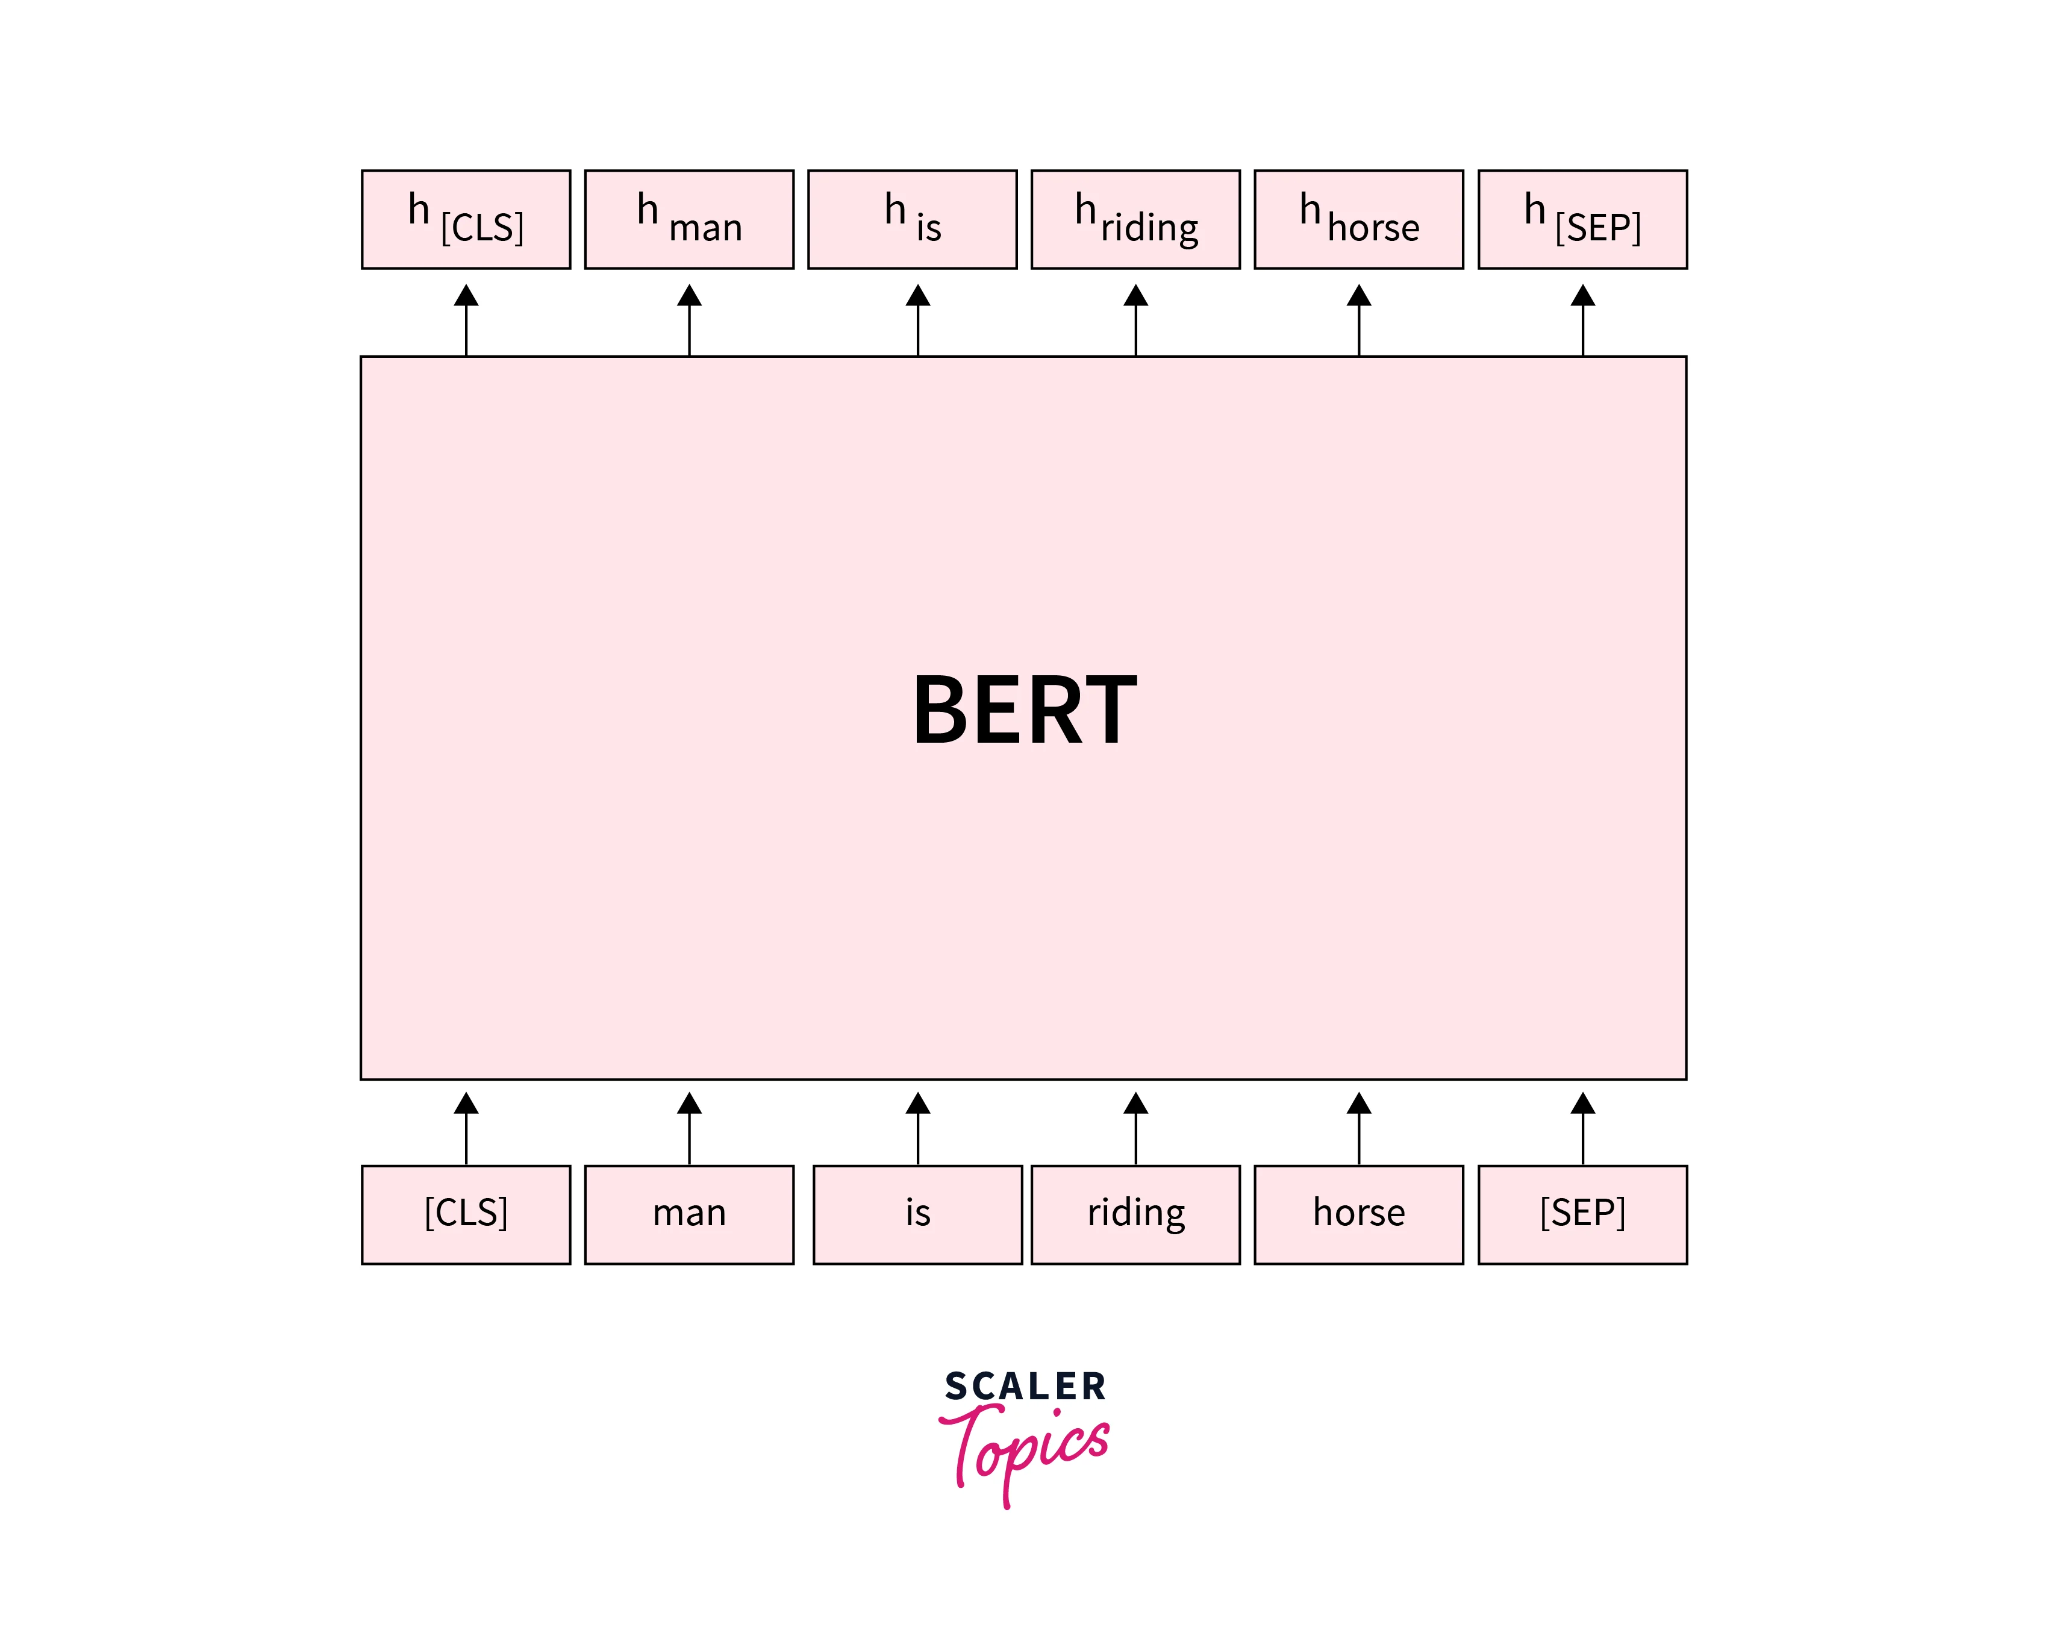 h [CLS] h man h is h riding h horse h [SEP]
BERT
[CLS] man is riding horse [SEP]
SCALER
Topics